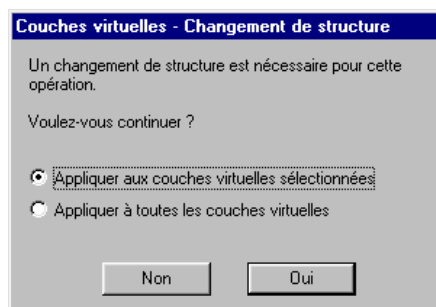 Couches virtuelles - Changement de structure
Un changement de structure est nécessaire pour cette
opération.
Voulez-vous continuer ?
Appliquer aux couches virtuelles sélectionnées
Appliquer à toutes les couches virtuelles
Non
Oui